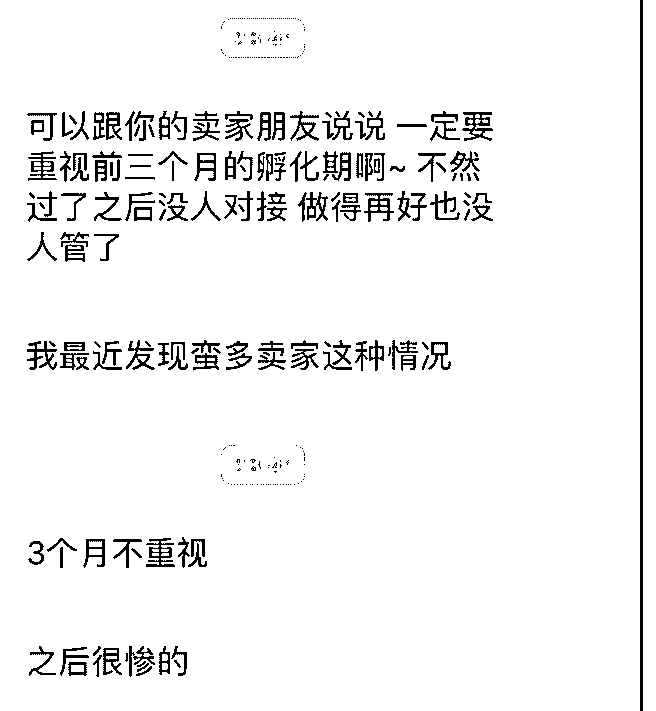 可以跟你的卖家朋友说说 一定要
重视前三个月的孵化期啊~ 不然
过了之后没人对接 做得再好也没
人管了
我最近发现蛮多卖家这种情况
3个月不重视
之后很惨的